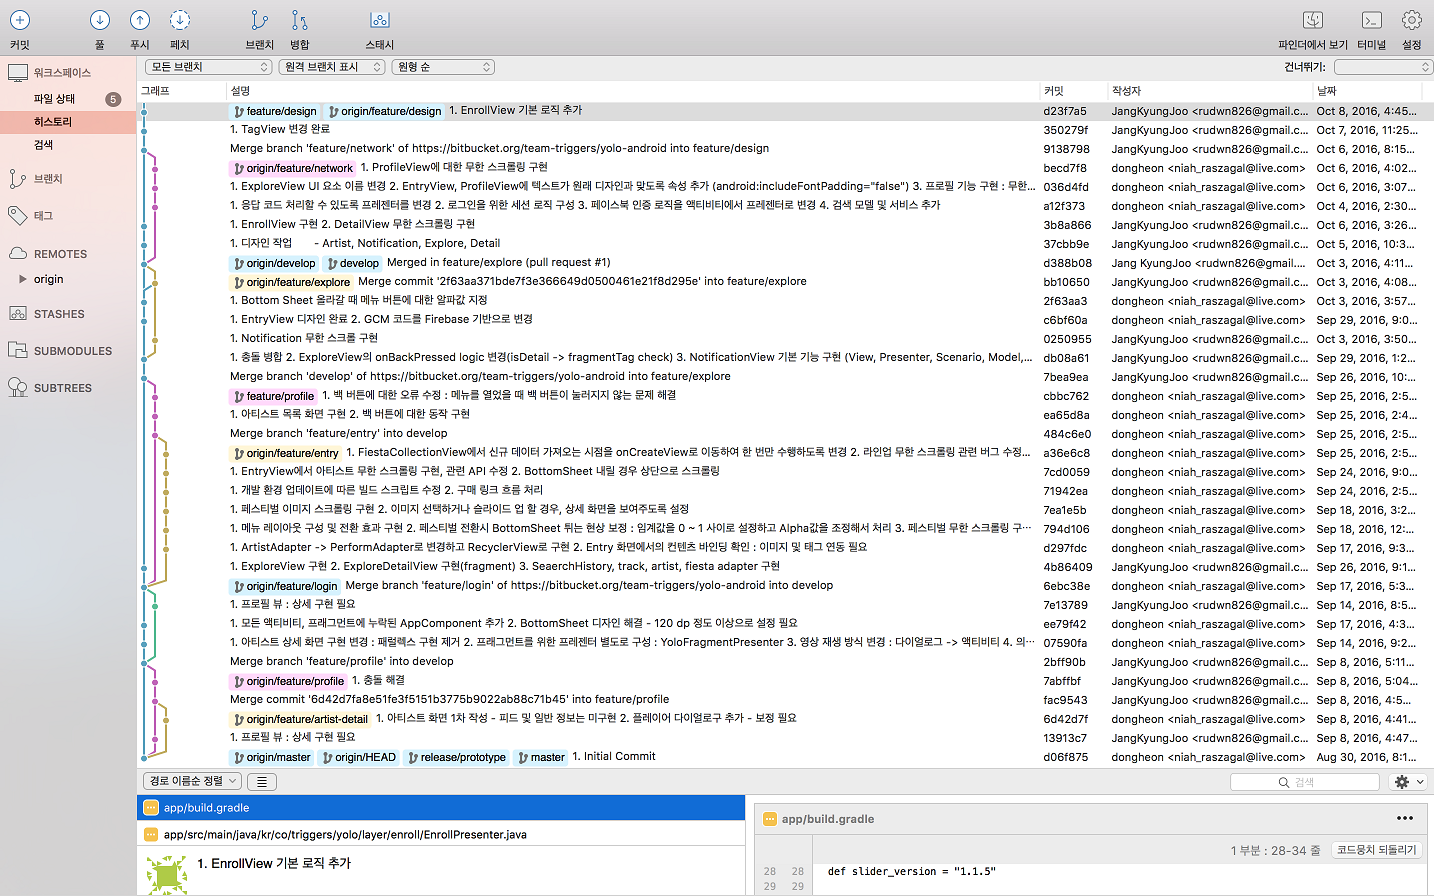 커밋 풀 푸시 페치 브랜치 병합 스태시 파인더에서 보기 터미널 설정
모든 브랜치 원격 브랜치 표시 원형 순 건너뛰기:
워크스페이스
파일 상태 5
히스토리
검색
브랜치
태그
REMOTES
origin
STASHES
SUBMODULES
SUBTREES
그래프 설명 커밋 작성자 날짜
feature/design origin/feature/design 1. EnrollView 기본 로직 추가 d23f7a5 JangKyungJoo <rudwn826@gmail.c... Oct 8, 2016, 4:45...
1. TagView 변경 완료 350279f JangKyungJoo <rudwn826@gmail.c... Oct 7, 2016, 11:25...
Merge branch 'feature/network' of https://bitbucket.org/team-triggers/yolo-android into feature/design 9138798 JangKyungJoo <rudwn826@gmail.c... Oct 6, 2016, 8:15...
origin/feature/network 1. ProfileView에 대한 무한 스크롤링 구현 becd7f8 dongheon <niah_raszagal@live.com> Oct 6, 2016, 4:02...
1. ExploreView UI 요소 이름 변경 2. EntryView, ProfileView에 텍스트가 원래 디자인과 맞도록 속성 추가 (android:includeFontPadding="false") 3. 프로필 기능 구현 : 무한... 036d4fd dongheon <niah_raszagal@live.com> Oct 6, 2016, 3:07...
1. 응답 코드 처리할 수 있도록 프레젠터를 변경 2. 로그인을 위한 세션 로직 구성 3. 페이스북 인증 로직을 액티비티에서 프레젠터로 변경 4. 검색 모델 및 서비스 추가 a12f373 dongheon <niah_raszagal@live.com> Oct 4, 2016, 2:30...
1. EnrollView 구현 2. DetailView 무한 스크롤링 구현 3b8a866 JangKyungJoo <rudwn826@gmail.c... Oct 6, 2016, 3:26...
1. 디자인 작업 - Artist, Notification, Explore, Detail 37cbb9e JangKyungJoo <rudwn826@gmail.c... Oct 5, 2016, 10:3...
origin/develop develop Merged in feature/explore (pull request #1) d388b08 Jang KyungJoo <rudwn826@gmail.... Oct 3, 2016, 4:11...
origin/feature/explore Merge commit '2f63aa371bde7f3e366649d0500461e21f8d295e' into feature/explore bb10650 JangKyungJoo <rudwn826@gmail.c... Oct 3, 2016, 4:08...
1. Bottom Sheet 올라갈 때 메뉴 버튼에 대한 알파값 지정 2f63aa3 dongheon <niah_raszagal@live.com> Oct 3, 2016, 3:57...
1. EntryView 디자인 완료 2. GCM 코드를 Firebase 기반으로 변경 c6bf60a dongheon <niah_raszagal@live.com> Sep 29, 2016, 9:0...
1. Notification 무한 스크롤 구현 0250955 JangKyungJoo <rudwn826@gmail.c... Oct 3, 2016, 3:50...
1. 충돌 병합 2. ExploreView의 onBackPressed logic 변경(isDetail -> fragmentTag check) 3. NotificationView 기본 기능 구현 (View, Presenter, Scenario, Model,... db08a61 JangKyungJoo <rudwn826@gmail.c... Sep 29, 2016, 1:2...
Merge branch 'develop' of https://bitbucket.org/team-triggers/yolo-android into feature/explore 7bea9ea JangKyungJoo <rudwn826@gmail.c... Sep 26, 2016, 10:...
feature/profile 1. 백 버튼에 대한 오류 수정 : 메뉴를 열었을 때 백 버튼이 눌러지지 않는 문제 해결 cbbc762 dongheon <niah_raszagal@live.com> Sep 25, 2016, 2:5...
1. 아티스트 목록 화면 구현 2. 백 버튼에 대한 동작 구현 ea65d8a dongheon <niah_raszagal@live.com> Sep 25, 2016, 2:4...
Merge branch 'feature/entry' into develop 484c6e0 dongheon <niah_raszagal@live.com> Sep 25, 2016, 2:5...
origin/feature/entry 1. FiestaCollectionView에서 신규 데이터 가져오는 시점을 onCreateView로 이동하여 한 번만 수행하도록 변경 2. 라인업 무한 스크롤링 관련 버그 수정... a36e6c8 dongheon <niah_raszagal@live.com> Sep 25, 2016, 2:5...
1. EntryView에서 아티스트 무한 스크롤링 구현, 관련 API 수정 2. BottomSheet 내릴 경우 상단으로 스크롤링 7cd0059 dongheon <niah_raszagal@live.com> Sep 24, 2016, 9:0...
1. 개발 환경 업데이트에 따른 빌드 스크립트 수정 2. 구매 링크 흐름 처리 71942ea dongheon <niah_raszagal@live.com> Sep 24, 2016, 2:5...
1. 페스티벌 이미지 스크롤링 구현 2. 이미지 선택하거나 슬라이드 업 할 경우, 상세 화면을 보여주도록 설정 7ea1e5b dongheon <niah_raszagal@live.com> Sep 18, 2016, 3:2...
1. 메뉴 레이아웃 구성 및 전환 효과 구현 2. 페스티벌 전환시 BottomSheet 튀는 현상 보정 : 임계값을 0 ~ 1 사이로 설정하고 Alpha값을 조정해서 처리 3. 페스티벌 무한 스크롤링 구... 794d106 dongheon <niah_raszagal@live.com> Sep 18, 2016, 12:...
1. ArtistAdapter -> PerformAdapter로 변경하고 RecyclerView로 구현 2. Entry 화면에서의 컨텐츠 바인딩 확인 : 이미지 및 태그 연동 필요 d297fdc dongheon <niah_raszagal@live.com> Sep 17, 2016, 9:3...
1. ExploreView 구현 2. ExploreDetailView 구현(fragment) 3. SeaerchHistory, track, artist, fiesta adapter 구현 4b86409 JangKyungJoo <rudwn826@gmail.c... Sep 26, 2016, 9:1...
origin/feature/login Merge branch 'feature/login' of https://bitbucket.org/team-triggers/yolo-android into develop 6ebc38e dongheon <niah_raszagal@live.com> Sep 17, 2016, 5:3...
1. 프로필 뷰 : 상세 구현 필요 7e13789 JangKyungJoo <rudwn826@gmail.c... Sep 14, 2016, 8:5...
1. 모든 액티비티, 프래그먼트에 누락된 AppComponent 추가 2. BottomSheet 디자인 해결 - 120 dp 정도 이상으로 설정 필요 ee79f42 dongheon <niah_raszagal@live.com> Sep 17, 2016, 4:3...
1. 아티스트 상세 화면 구현 변경 : 패럴렉스 구현 제거 2. 프래그먼트를 위한 프레젠터 별도로 구성 : YoloFragmentPresenter 3. 영상 재생 방식 변경 : 다이얼로그 -> 액티비티 4. 의... 07590fa dongheon <niah_raszagal@live.com> Sep 14, 2016, 9:2...
Merge branch 'feature/profile' into develop 2bff90b JangKyungJoo <rudwn826@gmail.c... Sep 8, 2016, 5:11...
origin/feature/profile 1. 충돌 해결 7abffbf JangKyungJoo <rudwn826@gmail.c... Sep 8, 2016, 5:04...
Merge commit '6d42d7fa8e51fe3f5151b3775b9022ab88c71b45' into feature/profile fac9543 JangKyungJoo <rudwn826@gmail.c... Sep 8, 2016, 4:5...
origin/feature/artist-detail 1. 아티스트 화면 1차 작성 - 피드 및 일반 정보는 미구현 2. 플레이어 다이얼로구 추가 - 보정 필요 6d42d7f dongheon <niah_raszagal@live.com> Sep 8, 2016, 4:41...
1. 프로필 뷰 : 상세 구현 필요 13913c7 JangKyungJoo <rudwn826@gmail.c... Sep 8, 2016, 4:47...
origin/master origin/HEAD release/prototype master 1. Initial Commit d06f875 dongheon <niah_raszagal@live.com> Aug 30, 2016, 8:1...
경로 이름순 정렬 검색
app/build.gradle
app/src/main/java/kr/co/triggers/yolo/layer/enroll/EnrollPresenter.java
1. EnrollView 기본 로직 추가
app/build.gradle
1 부분 : 28-34 줄 코드뭉치 되돌리기
28 28 def slider_version = "1.1.5"
29 29